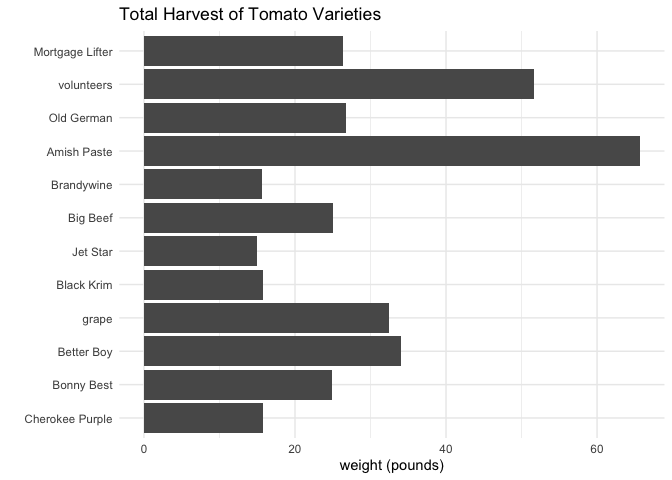 Total Harvest of Tomato Varieties
Mortgage Lifter
volunteers
Old German
Amish Paste
Brandywine
Big Beef
Jet Star
Black Krim
grape
Better Boy
Bonny Best
Cherokee Purple
0 20 40 60
weight (pounds)